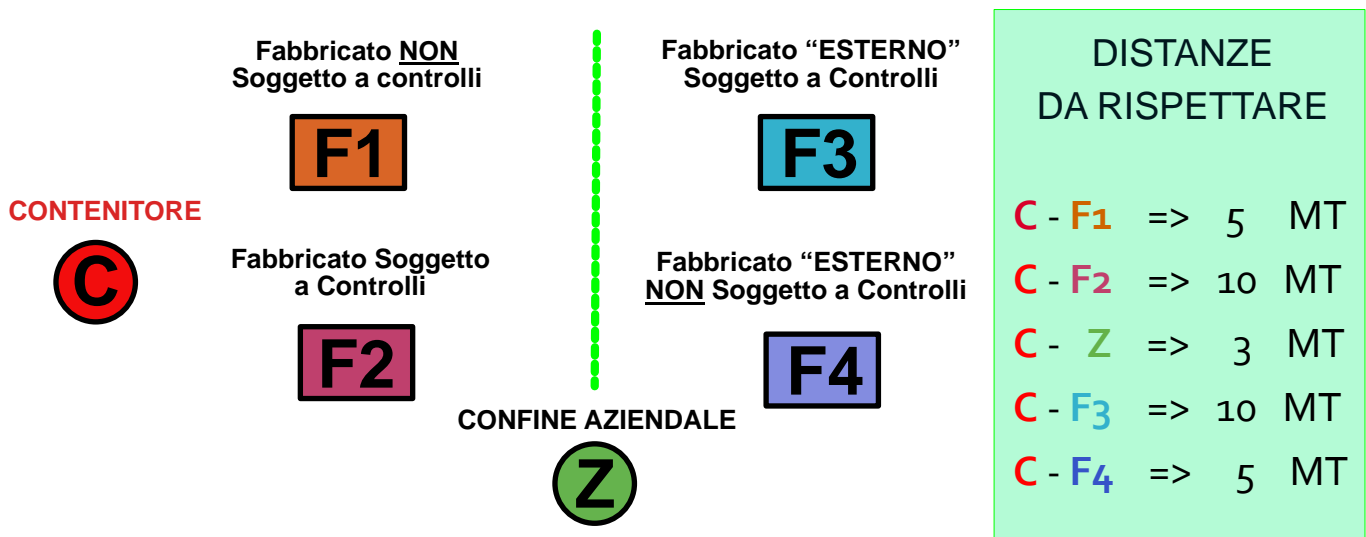 Fabbricato NON
Soggetto a controlli
F1
Fabbricato “ESTERNO”
Soggetto a Controlli
F3
CONTENITORE
C
Fabbricato Soggetto
a Controlli
F2
Fabbricato “ESTERNO”
NON Soggetto a Controlli
F4
CONFINE AZIENDALE
Z
DISTANZE
DA RISPETTARE
C - F1 => 5 MT
C - F2 => 10 MT
C - Z => 3 MT
C - F3 => 10 MT
C - F4 => 5 MT